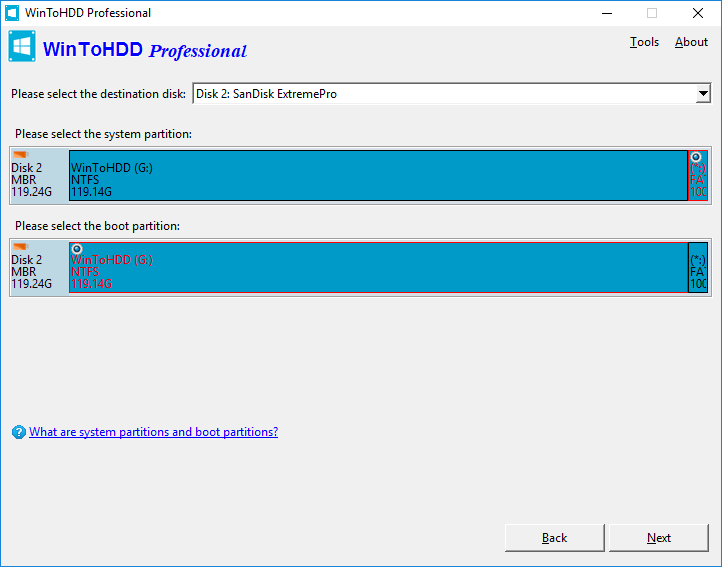 WinToHDD Professional
WinToHDD Professional
Tools About
Please select the destination disk: Disk 2: SanDisk ExtremePro
Please select the system partition:
Disk 2
MBR
119.24G
WinToHDD (G:)
NTFS
119.14G
(*:)
FA
100
Please select the boot partition:
Disk 2
MBR
119.24G
WinToHDD (G:)
NTFS
119.14G
(*:)
FA
100
What are system partitions and boot partitions?
Back Next